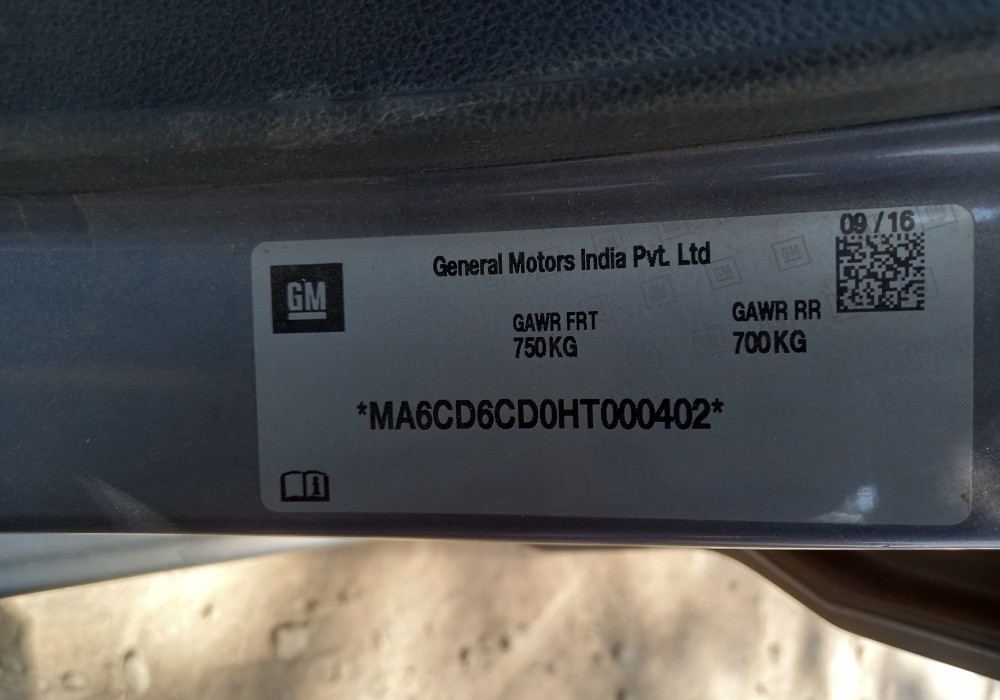 09 / 16
GM
General Motors India Pvt. Ltd
GAWR FRT
750KG
GAWR RR
700KG
*MA6CD6CD0HT000402*